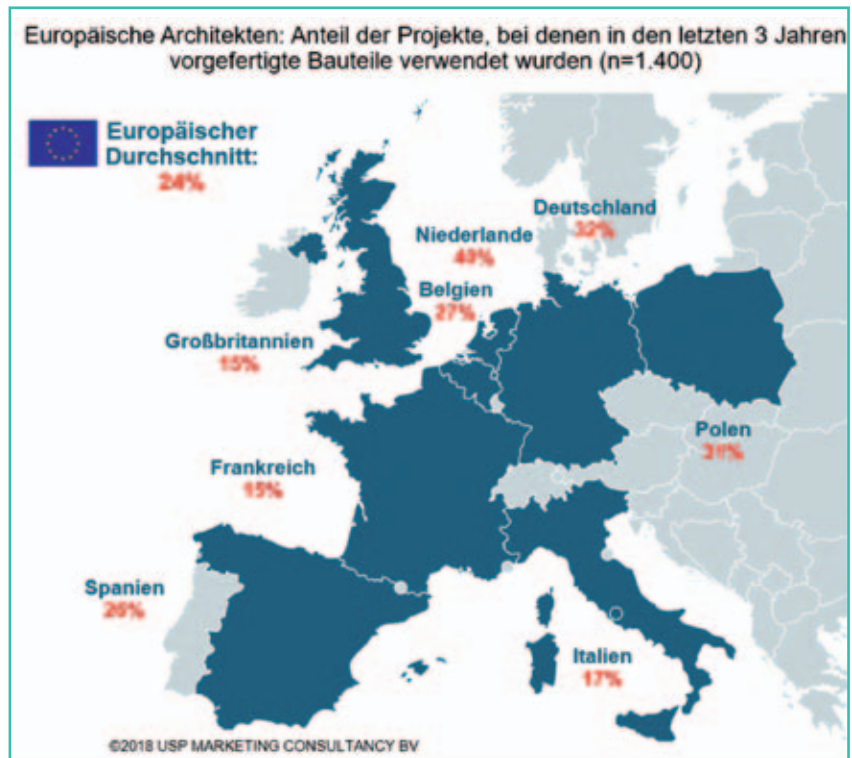 Europäische Architekten: Anteil der Projekte, bei denen in den letzten 3 Jahren
vorgefertigte Bauteile verwendet wurden (n=1.400)
Europäischer
Durchschnitt:
24%
Deutschland
32%
Niederlande
Belgien
27%
Großbritannien
15%
Polen
Frankreich
15%
Spanien
26%
Italien
17%
©2018 USP MARKETING CONSULTANCY BV